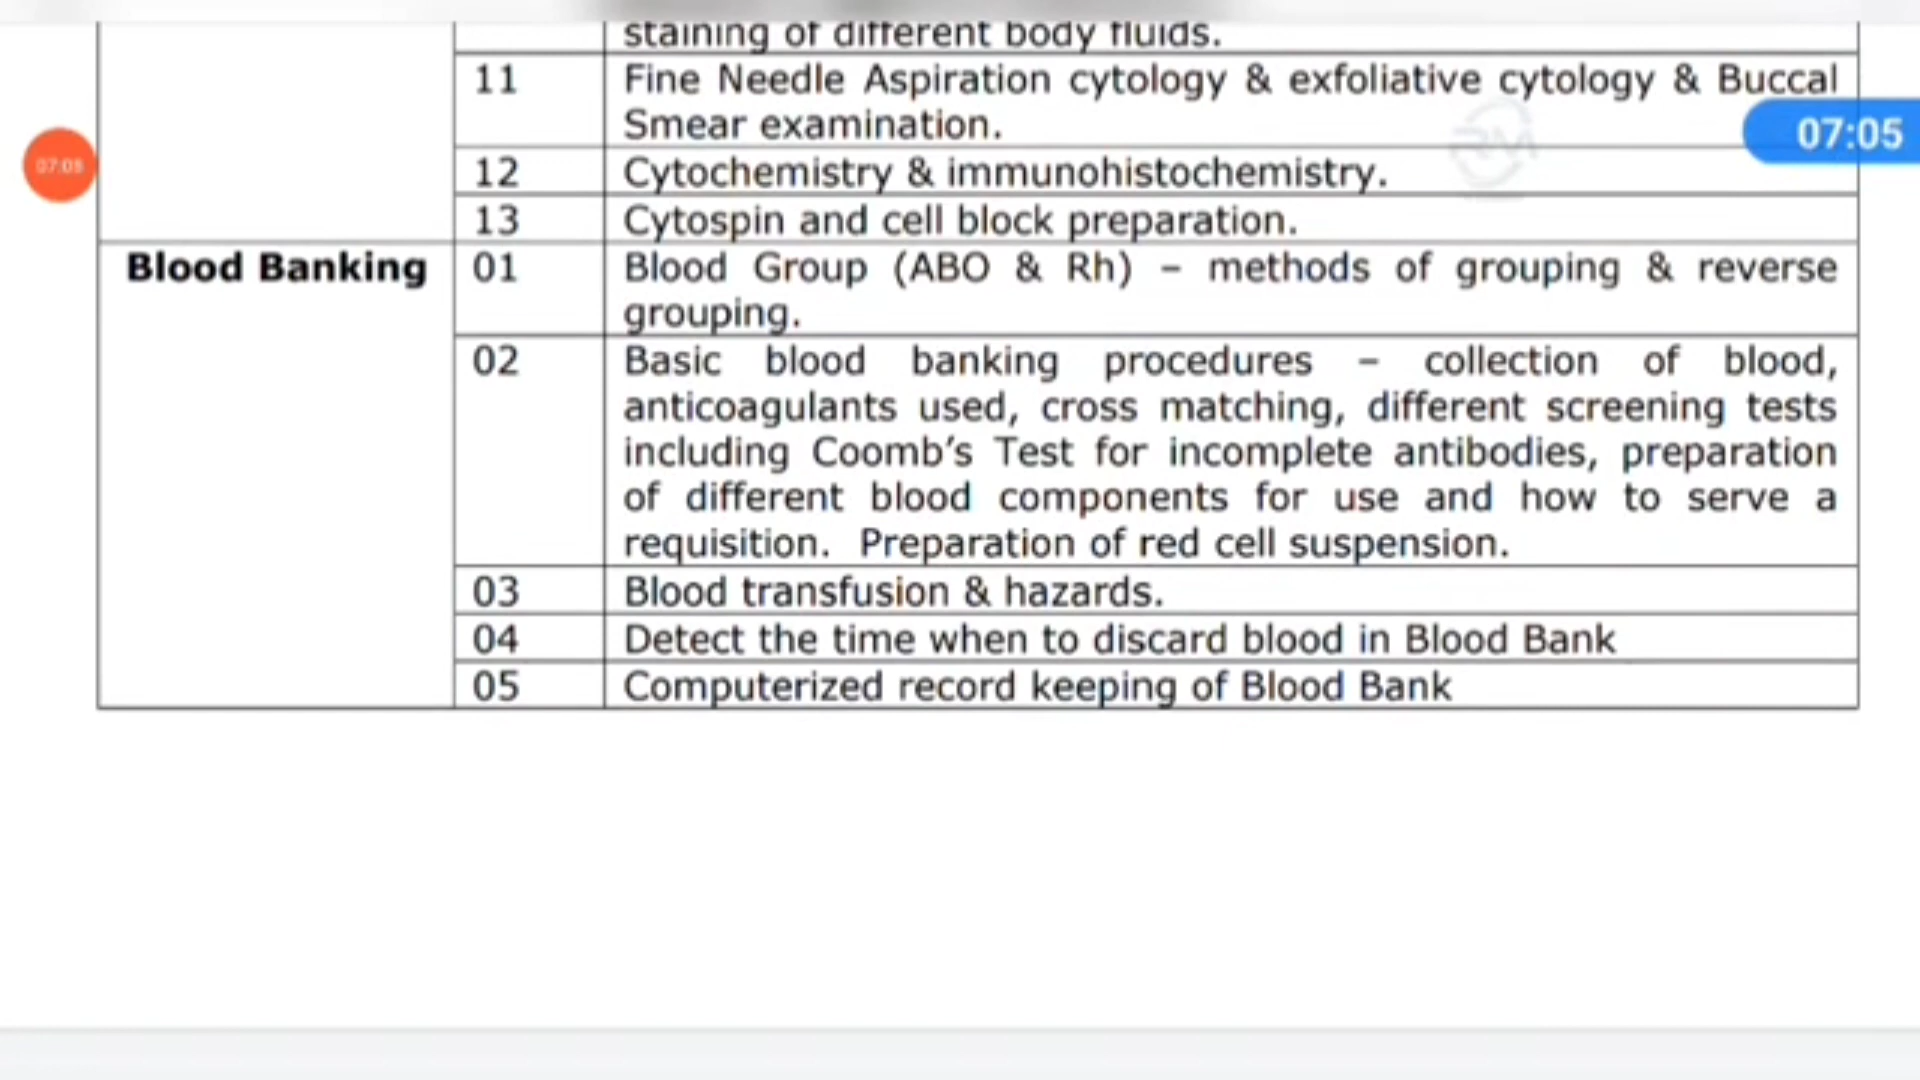 staining of different body fluids.
11 Fine Needle Aspiration cytology & exfoliative cytology & Buccal
Smear examination.
07:05
07:05
12 Cytochemistry & immunohistochemistry.
13 Cytospin and cell block preparation.
Blood Banking 01 Blood Group (ABO & Rh) – methods of grouping & reverse
grouping.
02 Basic blood banking procedures – collection of blood,
anticoagulants used, cross matching, different screening tests
including Coomb’s Test for incomplete antibodies, preparation
of different blood components for use and how to serve a
requisition. Preparation of red cell suspension.
03 Blood transfusion & hazards.
04 Detect the time when to discard blood in Blood Bank
05 Computerized record keeping of Blood Bank